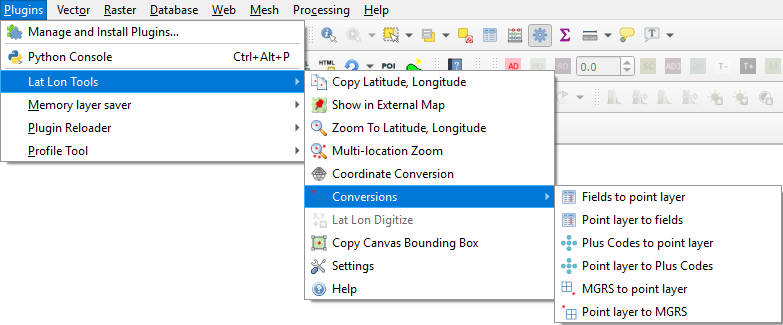 Plugins Vector Raster Database Web Mesh Processing Help
Manage and Install Plugins...
Python Console Ctrl+Alt+P
Lat Lon Tools
Memory layer saver
Plugin Reloader
Profile Tool
HTML POI AD 0.0 T- T+
Copy Latitude, Longitude
Show in External Map
Zoom To Latitude, Longitude
Multi-location Zoom
Coordinate Conversion
Conversions
Lat Lon Digitize
Copy Canvas Bounding Box
Settings
Help
Fields to point layer
Point layer to fields
Plus Codes to point layer
Point layer to Plus Codes
MGRS to point layer
Point layer to MGRS